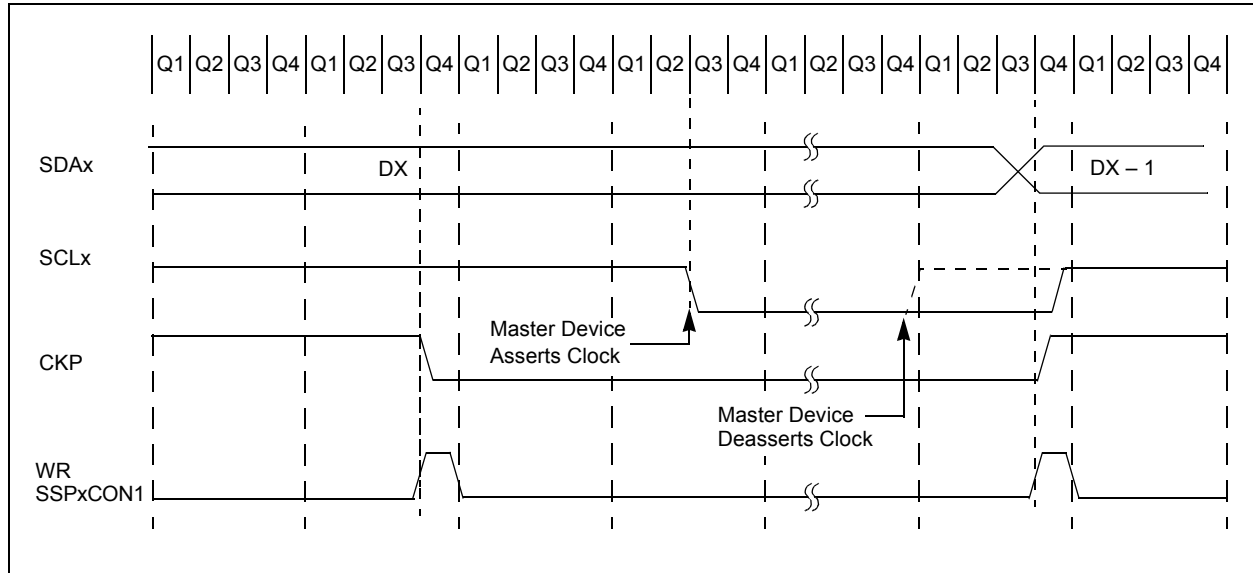 Q1 Q2 Q3 Q4 Q1 Q2 Q3 Q4 Q1 Q2 Q3 Q4 Q1 Q2 Q3 Q4 Q1 Q2 Q3 Q4 Q1 Q2 Q3 Q4 Q1 Q2 Q3 Q4
SDAx
DX
DX – 1
SCLx
Master Device
Asserts Clock
CKP
Master Device
Deasserts Clock
WR
SSPxCON1